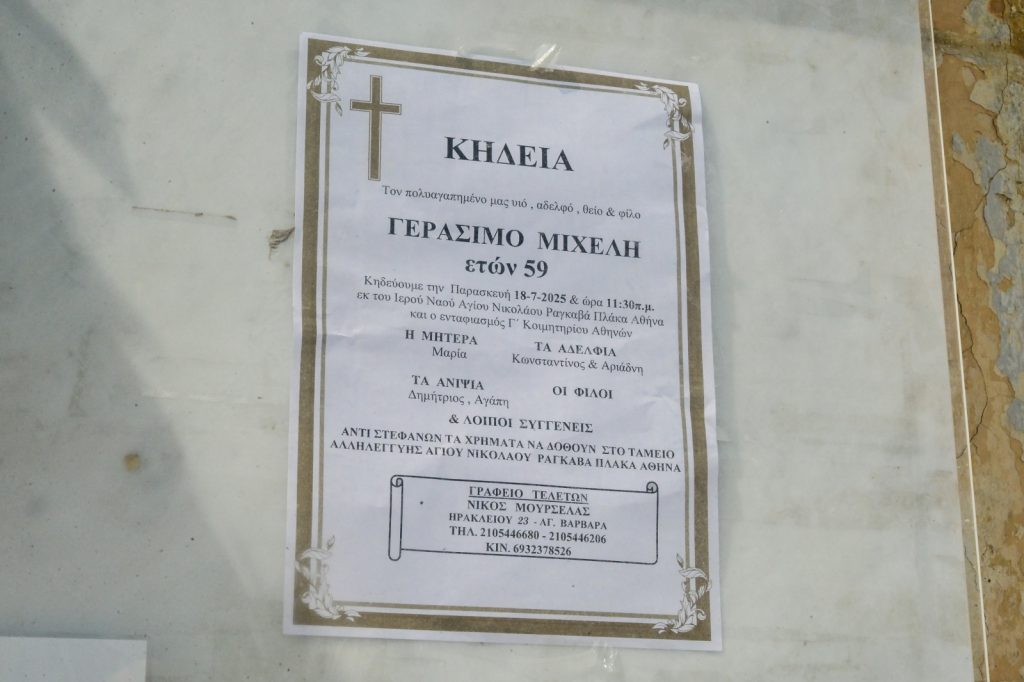 ΚΗΔΕΙΑ
Τον πολυαγαπημένο μας υιό , αδελφό , θείο & φίλο
ΓΕΡΑΣΙΜΟ ΜΙΧΕΛΗ
ετών 59
Κηδεύουμε την Παρασκευή 18-7-2025 & ώρα 11:30π.μ.
εκ του Ιερού Ναού Αγίου Νικολάου Ραγκαβά Πλάκα Αθήνα
και ο ενταφιασμός Γ΄ Κοιμητηρίου Αθηνών
Η ΜΗΤΕΡΑ
Μαρία
ΤΑ ΑΔΕΛΦΙΑ
Κωνσταντίνος & Αριάδνη
ΤΑ ΑΝΙΨΙΑ
Δημήτριος , Αγάπη
ΟΙ ΦΙΛΟΙ
& ΛΟΙΠΟΙ ΣΥΓΓΕΝΕΙΣ
ΑΝΤΙ ΣΤΕΦΑΝΩΝ ΤΑ ΧΡΗΜΑΤΑ ΝΑ ΔΟΘΟΥΝ ΣΤΟ ΤΑΜΕΙΟ
ΑΛΛΗΛΕΓΓΥΗΣ ΑΓΙΟΥ ΝΙΚΟΛΑΟΥ ΡΑΓΚΑΒΑ ΠΛΑΚΑ ΑΘΗΝΑ
ΓΡΑΦΕΙΟ ΤΕΛΕΤΩΝ
ΝΙΚΟΣ ΜΟΥΡΣΕΛΑΣ
ΗΡΑΚΛΕΙΟΥ 23 - ΑΓ. ΒΑΡΒΑΡΑ
ΤΗΛ. 2105446680 - 2105446206
ΚΙΝ. 6932378526